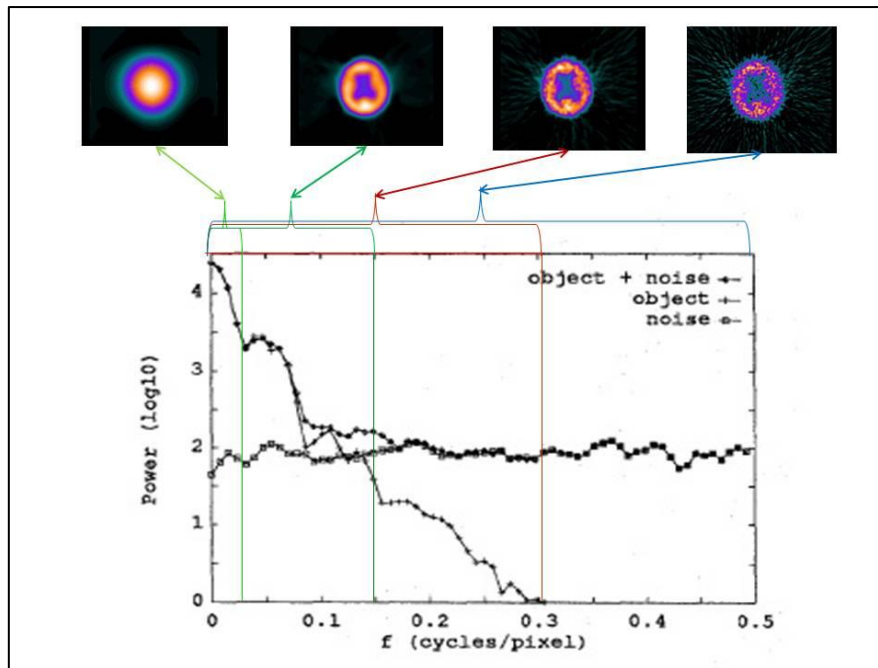 object + noise
object
noise
4
3
2
1
0
Power (log10)
0
0.1
0.2
0.3
0.4
0.5
f (cycles/pixel)